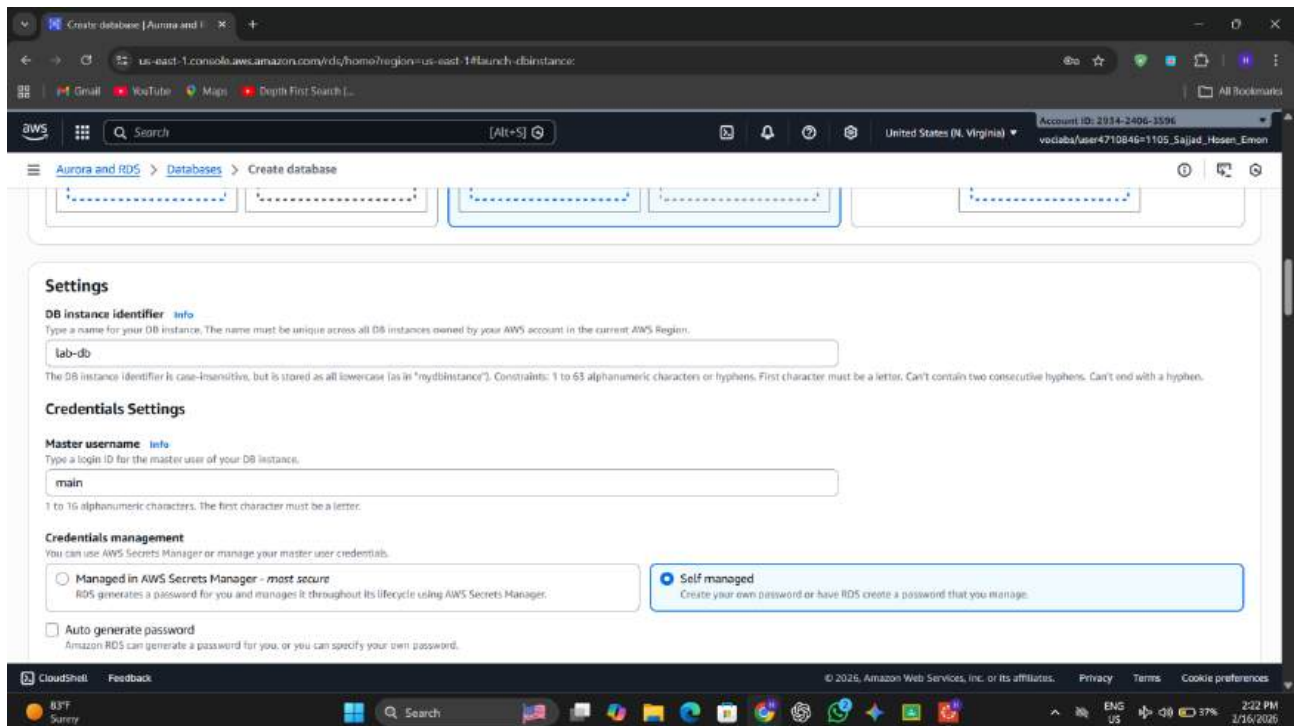 Create database | Aurora and
us-east-1.console.aws.amazon.com/rds/home?region=us-east-1#launch-dbinstance:
Gmail YouTube Maps Depth First Search (... All Bookmarks
aws Search [Alt+S] United States (N. Virginia)
Account ID: 2934-2406-3596
voclabs/user4710846=1105_Sajjad_Hosen_Emon
Aurora and RDS > Databases > Create database
Settings
DB instance identifier Info
Type a name for your DB instance. The name must be unique across all DB instances owned by your AWS account in the current AWS Region.
lab-db
The DB instance identifier is case-insensitive, but is stored as all lowercase (as in "mydbinstance"). Constraints: 1 to 63 alphanumeric characters or hyphens. First character must be a letter. Can't contain two consecutive hyphens. Can't end with a hyphen.
Credentials Settings
Master username Info
Type a login ID for the master user of your DB instance.
main
1 to 16 alphanumeric characters. The first character must be a letter.
Credentials management
You can use AWS Secrets Manager or manage your master user credentials.
Managed in AWS Secrets Manager - most secure
RDS generates a password for you and manages it throughout its lifecycle using AWS Secrets Manager.
Self managed
Create your own password or have RDS create a password that you manage.
Auto generate password
Amazon RDS can generate a password for you, or you can specify your own password.
CloudShell Feedback © 2026, Amazon Web Services, Inc. or its affiliates. Privacy Terms Cookie preferences
83°F
Sunny
Search
ENG
US
37%
2:22 PM
2/16/2026